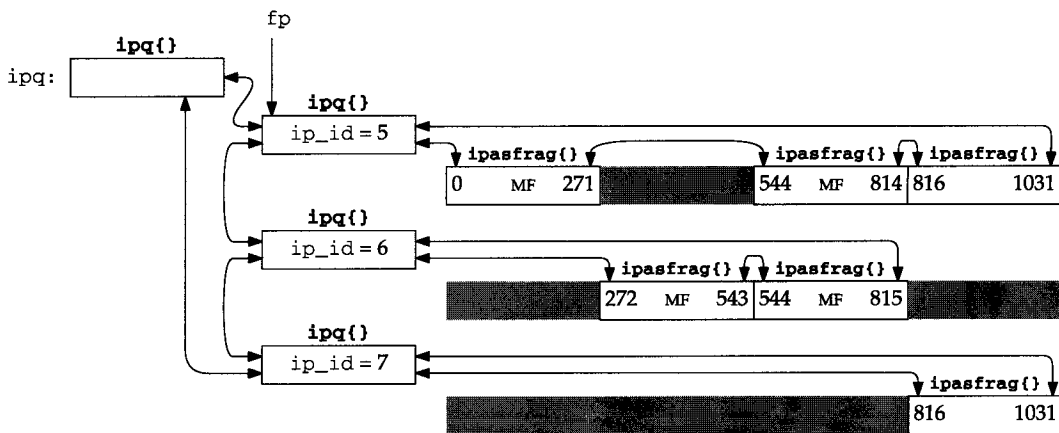 fp
ipq{}
ipq:
ipq{}
ip_id = 5
ipasfrag{} ipasfrag{} ipasfrag{}
0 MF 271 544 MF 814 816 1031
ipq{}
ip_id = 6
ipasfrag{} ipasfrag{}
272 MF 543 544 MF 815
ipq{}
ip_id = 7
ipasfrag{}
816 1031